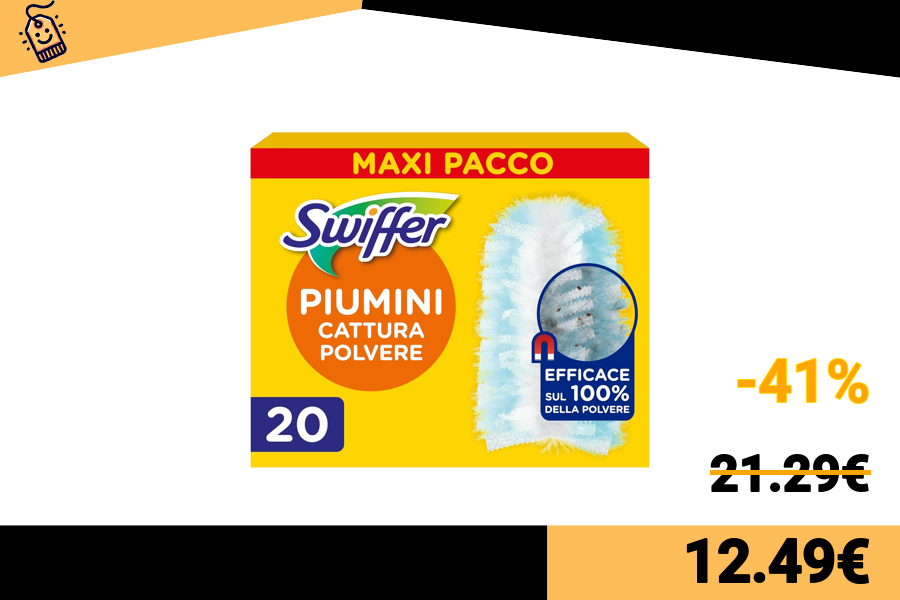 MAXI PACCO
Swiffer
PIUMINI
CATTURA
POLVERE
EFFICACE
SUL 100%
DELLA POLVERE
20
-41%
21.29€
12.49€